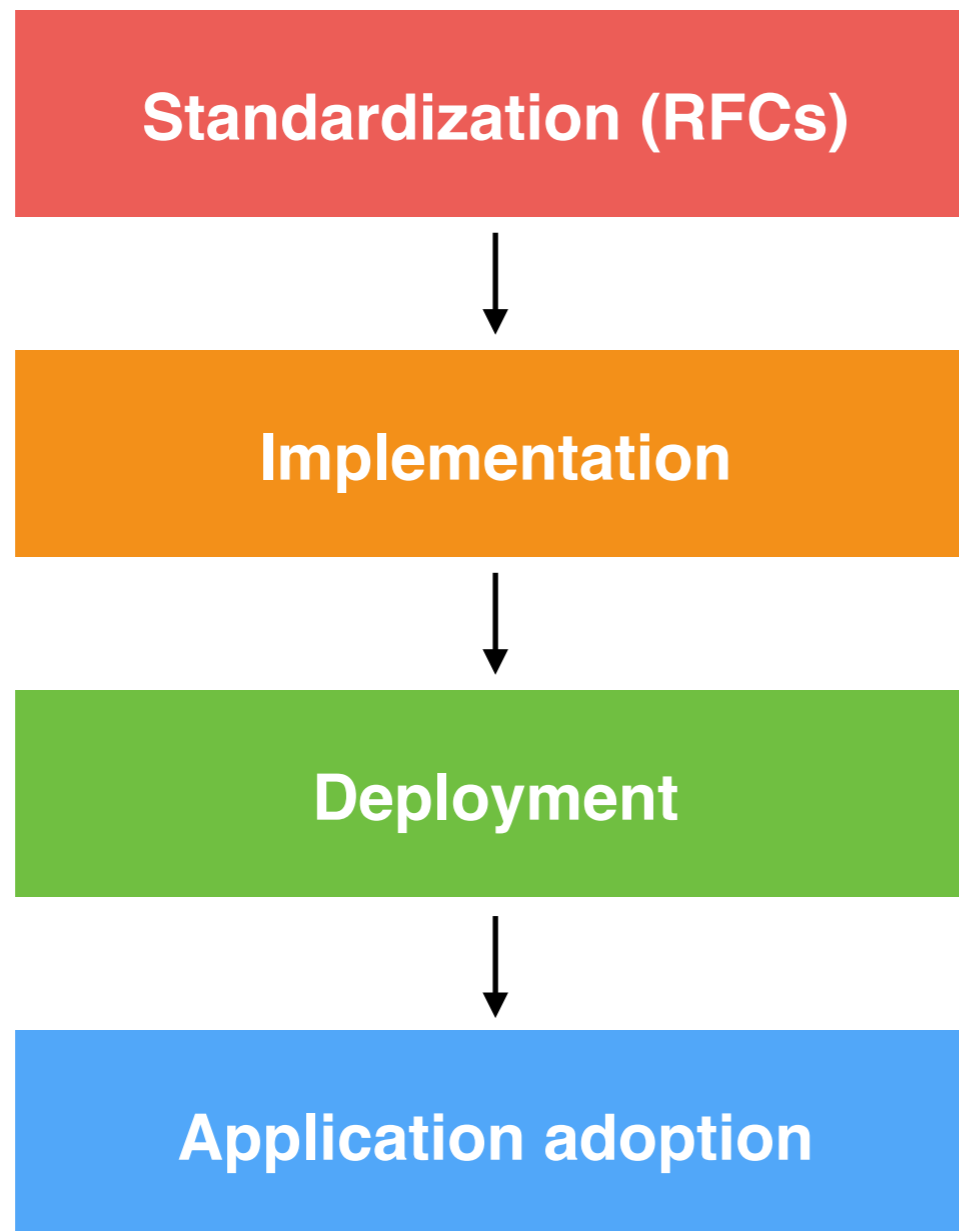 Standardization (RFCs)
Implementation
Deployment
Application adoption